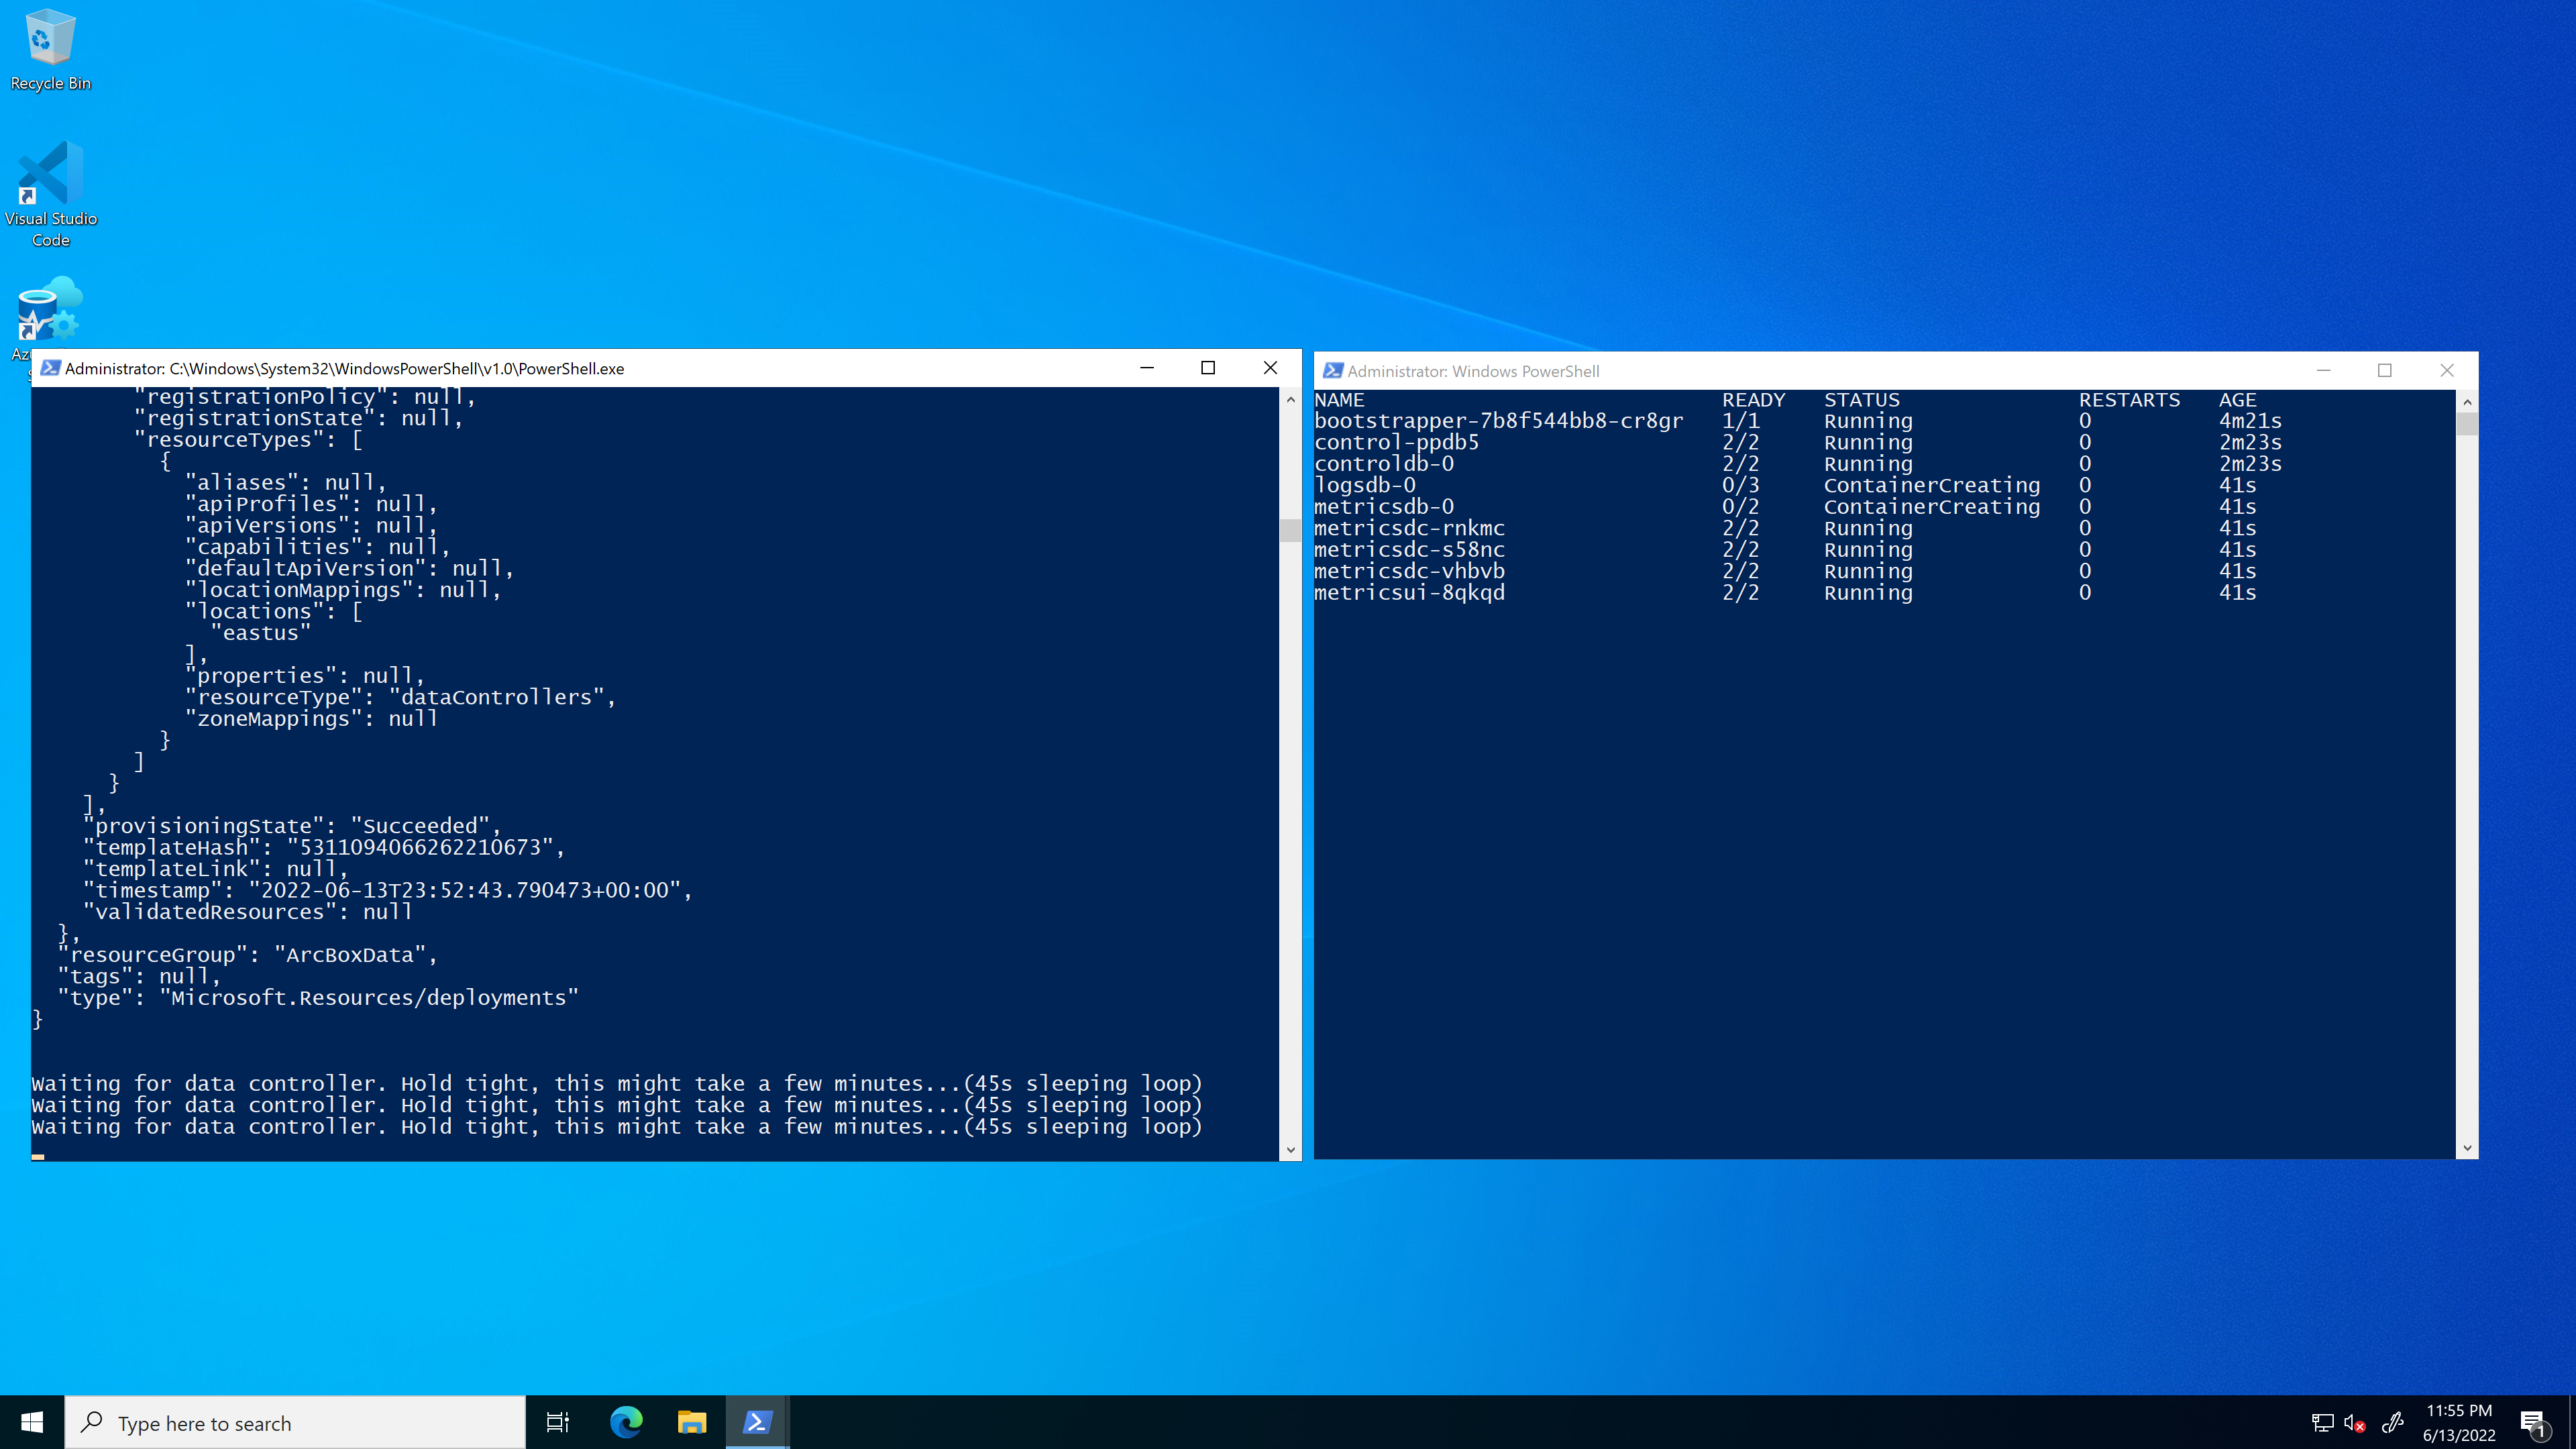 Recycle Bin
Visual Studio
Code
Administrator: C:\Windows\System32\WindowsPowerShell\v1.0\PowerShell.exe
"registrationPolicy": null,
"registrationState": null,
"resourceTypes": [
{
"aliases": null,
"apiProfiles": null,
"apiVersions": null,
"capabilities": null,
"defaultApiVersion": null,
"locationMappings": null,
"locations": [
"eastus"
],
"properties": null,
"resourceType": "dataControllers",
"zoneMappings": null
}
]
}
],
"provisioningState": "Succeeded",
"templateHash": "5311094066262210673",
"templateLink": null,
"timestamp": "2022-06-13T23:52:43.790473+00:00",
"validatedResources": null
},
"resourceGroup": "ArcBoxData",
"tags": null,
"type": "Microsoft.Resources/deployments"
}
Waiting for data controller. Hold tight, this might take a few minutes...(45s sleeping loop)
Waiting for data controller. Hold tight, this might take a few minutes...(45s sleeping loop)
Waiting for data controller. Hold tight, this might take a few minutes...(45s sleeping loop)
Administrator: Windows PowerShell
NAME READY STATUS RESTARTS AGE
bootstrapper-7b8f544bb8-cr8gr 1/1 Running 0 4m21s
control-ppdb5 2/2 Running 0 2m23s
controldb-0 2/2 Running 0 2m23s
logsdb-0 0/3 ContainerCreating 0 41s
metricsdb-0 0/2 ContainerCreating 0 41s
metricsdc-rnkmc 2/2 Running 0 41s
metricsdc-s58nc 2/2 Running 0 41s
metricsdc-vhbvb 2/2 Running 0 41s
metricsui-8qkqd 2/2 Running 0 41s
Type here to search
11:55 PM
6/13/2022
1